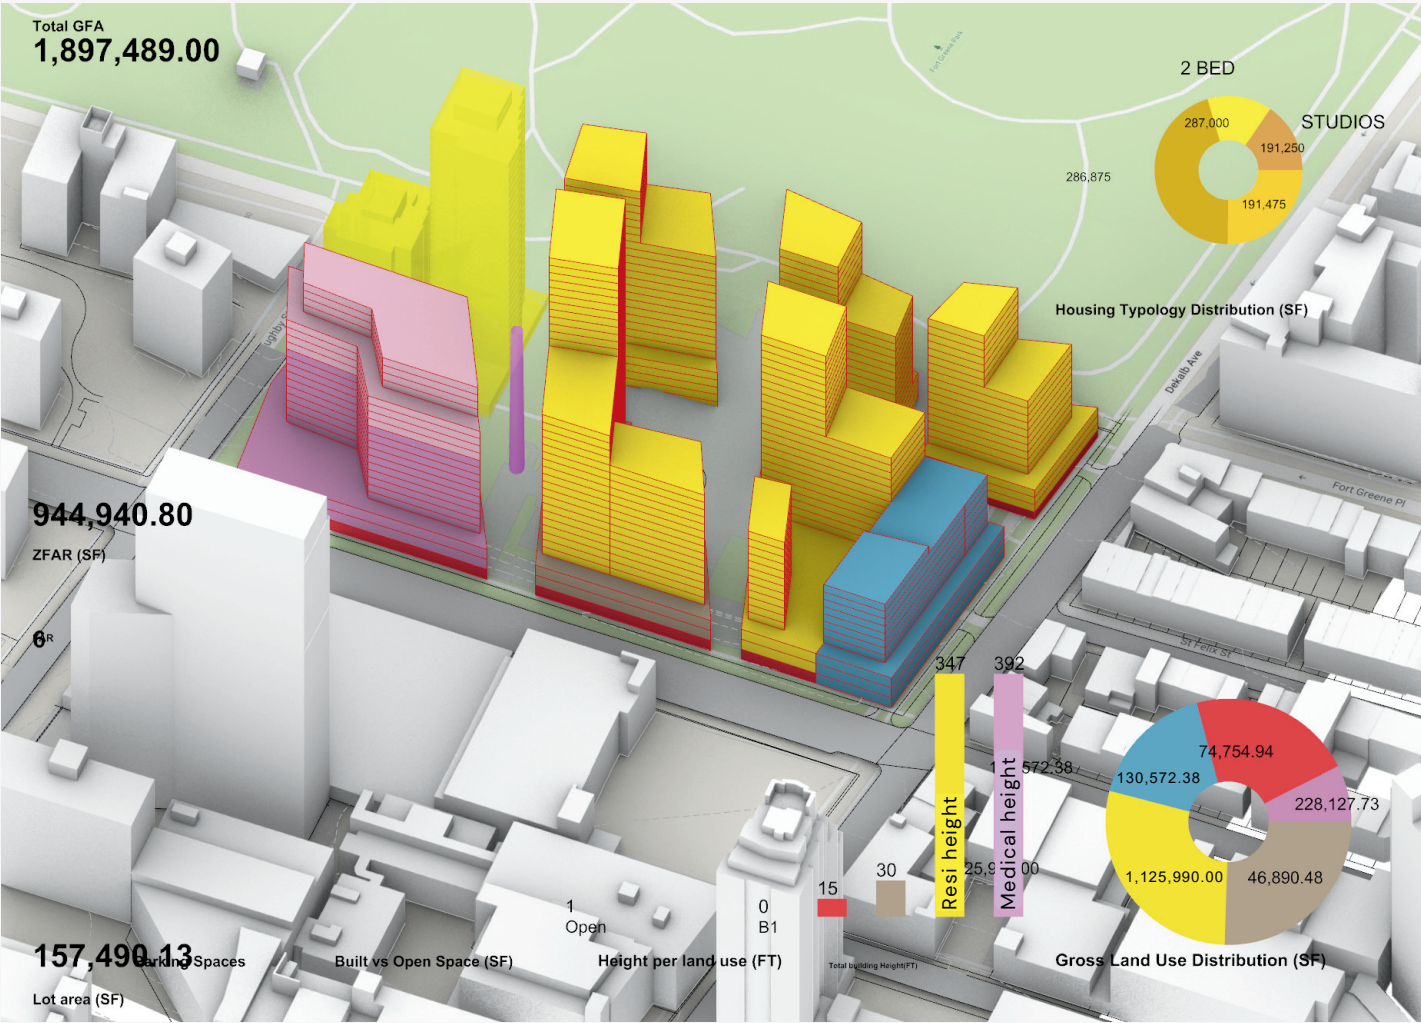 Total GFA
1,897,489.00
Fort Greene Park
2 BED
STUDIOS
287,000
191,250
286,875
191,475
Housing Typology Distribution (SF)
Dekalb Ave
Fort Greene Pl
St Felix St
944,940.80
ZFAR (SF)
6
347
392
Resi height
Medical height
15
30
1
Open
0
B1
74,754.94
130,572.38
228,127.73
1,125,990.00
46,890.48
157,490.13
Lot area (SF)
Parking Spaces
Built vs Open Space (SF)
Height per land use (FT)
Total building Height(FT)
Gross Land Use Distribution (SF)